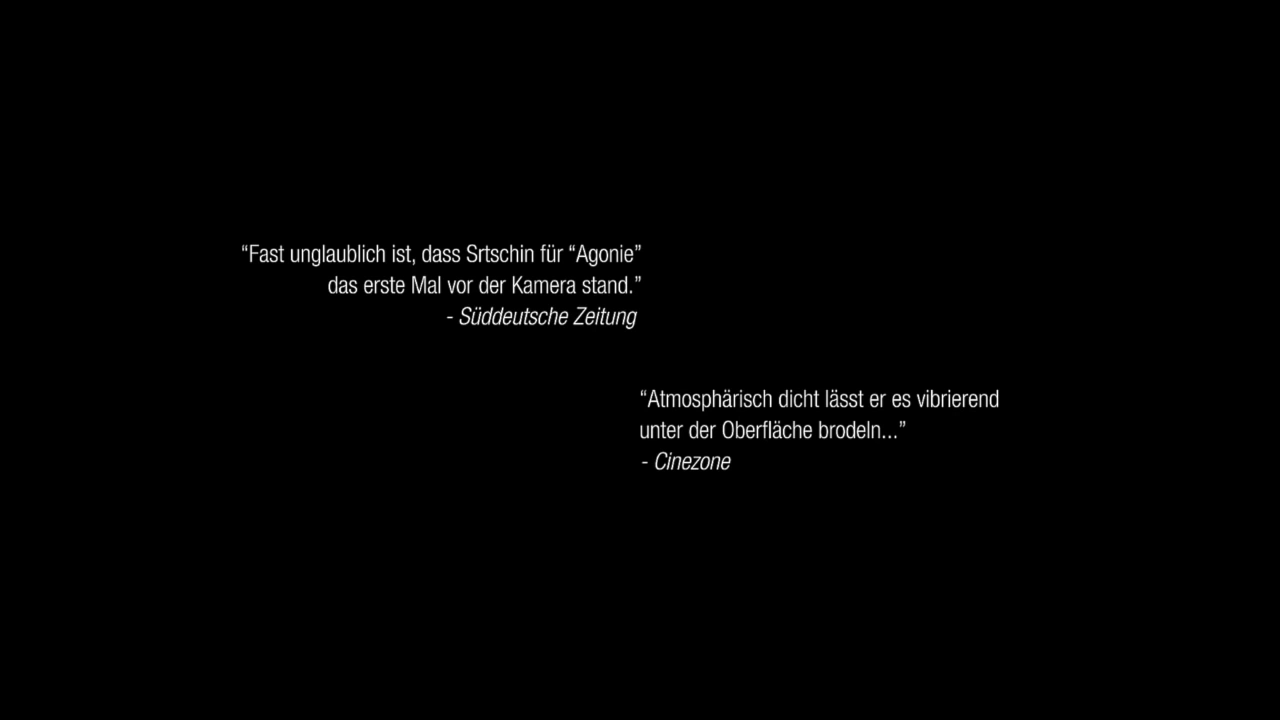 “Fast unglaublich ist, dass Srtschin für “Agonie”
das erste Mal vor der Kamera stand.”
- Süddeutsche Zeitung
“Atmosphärisch dicht lässt er es vibrierend
unter der Oberfläche brodeln...”
- Cinezone